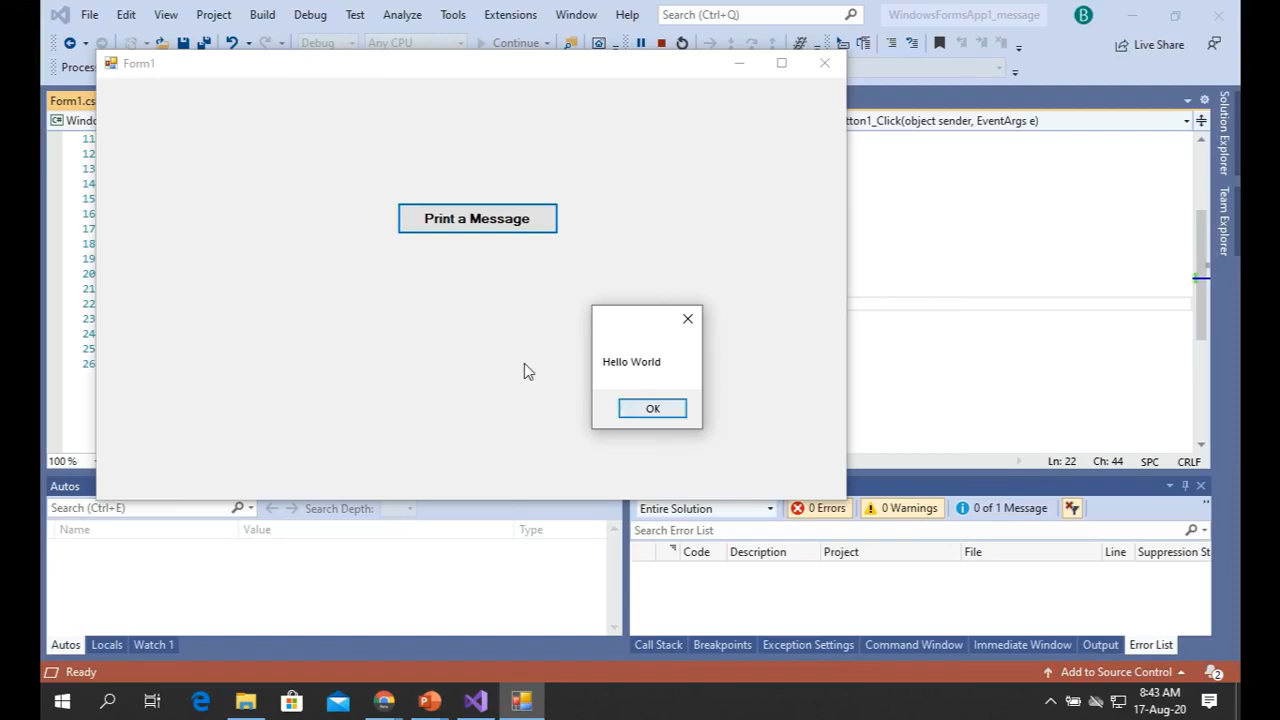 File Edit View Project Build Debug Test Analyze Tools Extensions Window Help Search (Ctrl+Q) WindowsFormsApp1_message B
Debug Any CPU Continue Live Share
Process
Form1
Form1.cs
Windo
tton1_Click(object sender, EventArgs e)
Solution Explorer
Team Explorer
11
12
13
14
15
16
17
18
19
20
21
22
23
24
25
26
Print a Message
Hello World
OK
100 % Ln: 22 Ch: 44 SPC CRLF
Autos
Search (Ctrl+E) Search Depth:
Name Value Type
Entire Solution 0 Errors 0 Warnings 0 of 1 Message
Search Error List
Code Description Project File Line Suppression St
Autos Locals Watch 1
Call Stack Breakpoints Exception Settings Command Window Immediate Window Output Error List
Ready Add to Source Control 2
8:43 AM
17-Aug-20
2